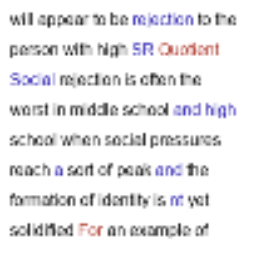 will appear to be rejection to the
person with high SR Quotient
Social rejection is often the
worst in middle school and high
school when social pressures
reach a sort of peak and the
formation of identity is nt yet
solidified For an example of